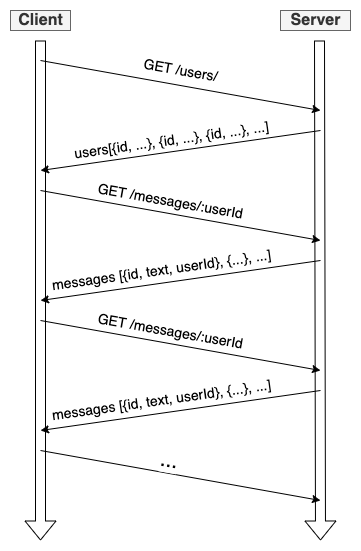 Client
Server
GET /users/
users[{id, ...}, {id, ...}, {id, ...}, ...]
GET /messages/:userId
messages [{id, text, userId}, {...}, ...]
GET /messages/:userId
messages [{id, text, userId}, {...}, ...]
...